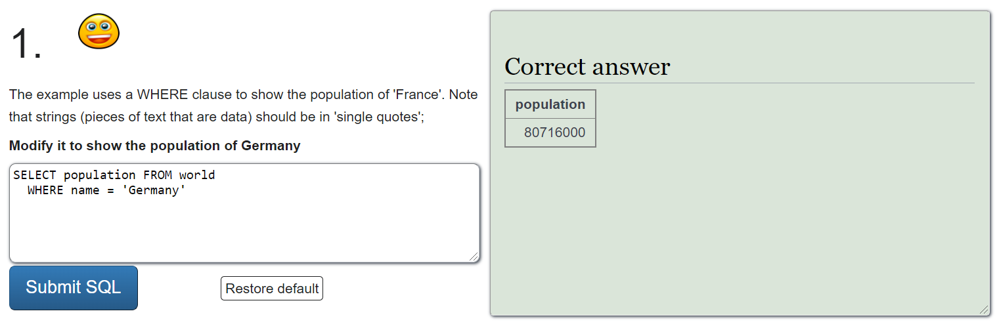 1.
The example uses a WHERE clause to show the population of 'France'. Note
that strings (pieces of text that are data) should be in 'single quotes';
Modify it to show the population of Germany
SELECT population FROM world
  WHERE name = 'Germany'
Submit SQL
Restore default
Correct answer
population
80716000